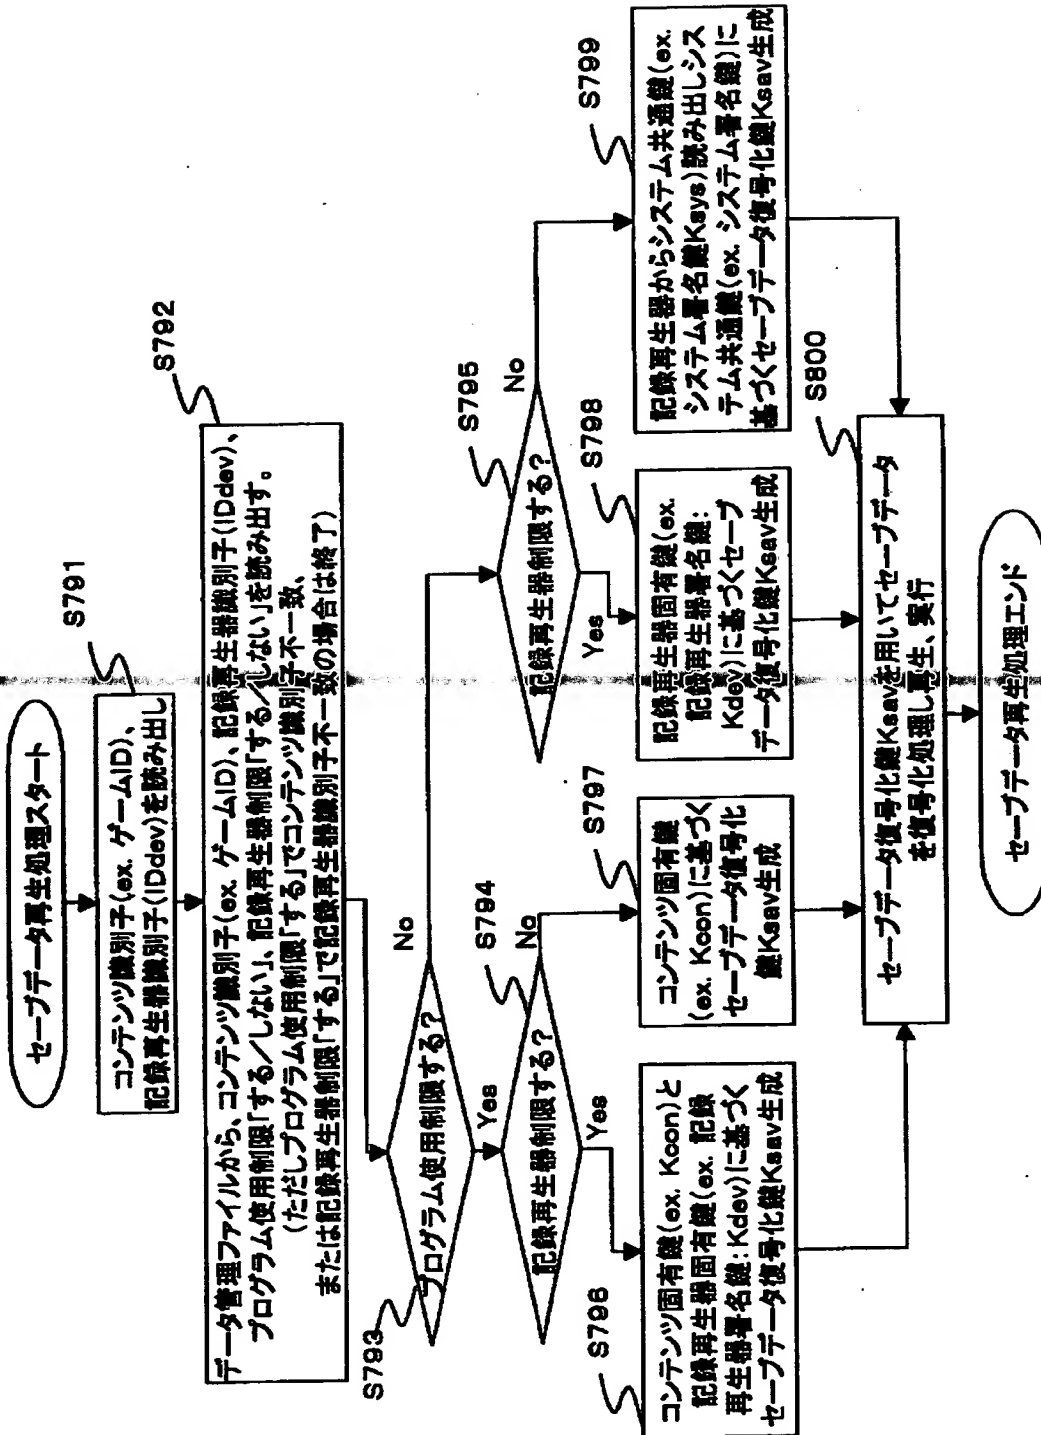 セーブデータ再生処理スタート
S791
コンテンツ識別子(ex. ゲームID)、
記録再生器識別子(IDdev)を読み出し
S792
データ管理ファイルから、コンテンツ識別子(ex. ゲームID)、記録再生器識別子(IDdev)、
プログラム使用制限「する／しない」、記録再生器制限「する／しない」を読み出す。
(ただしプログラム使用制限「する」でコンテンツ識別子不一致、
または記録再生器制限「する」で記録再生器識別子不一致の場合は終了)
S793
プログラム使用制限する?
No
Yes
S794
記録再生器制限する?
No
Yes
S795
記録再生器制限する?
No
Yes
S796
コンテンツ固有鍵(ex. Kcon)と
記録再生器固有鍵(ex. 記録
再生器署名鍵:Kdev)に基づく
セーブデータ復号化鍵Ksav生成
S797
コンテンツ固有鍵
(ex. Kcon)に基づく
セーブデータ復号化
鍵Ksav生成
S798
記録再生器固有鍵(ex.
記録再生器署名鍵:
Kdev)に基づくセーブ
データ復号化鍵Ksav生成
S799
記録再生器からシステム共通鍵(ex.
システム署名鍵Ksys)読み出しシス
テム共通鍵(ex. システム署名鍵)に
基づくセーブデータ復号化鍵Ksav生成
S800
セーブデータ復号化鍵Ksavを用いてセーブデータ
を復号化処理し再生、実行
セーブデータ再生処理エンド